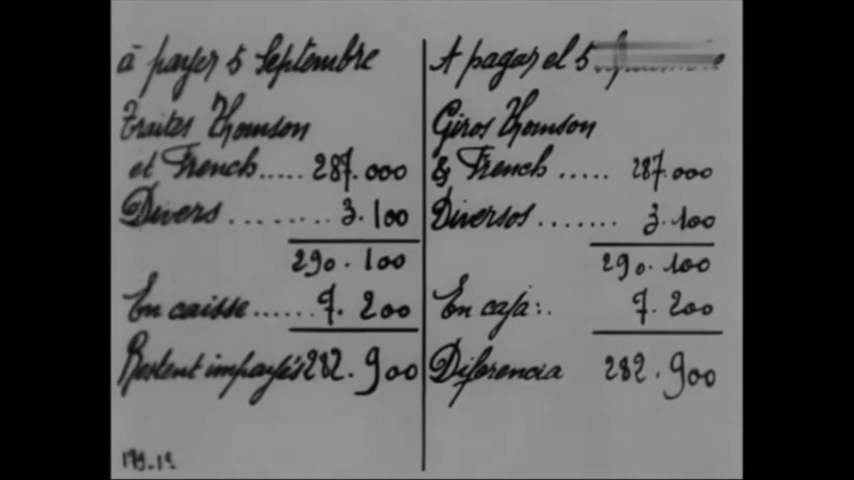 à payer 5 Septembre
Traites Thomson
et French..... 287.000
Divers ........ 3.100
290.100
En caisse...... 7.200
Restent impayés 282.900
179-12
A pagar el 5
Giros Thomson
& French ..... 287.000
Diversos ....... 3.100
290.100
En caja:.. 7.200
Diferencia 282.900